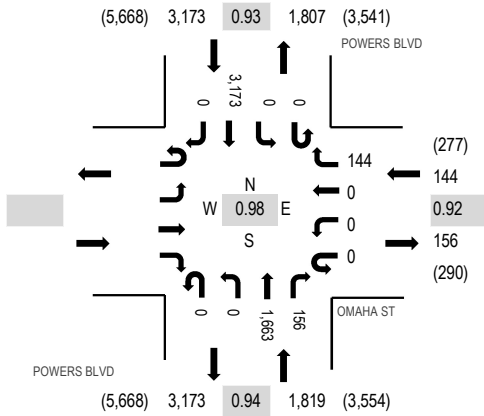 (5,668) 3,173 0.93 1,807 (3,541)
POWERS BLVD
0 3,173 0 0
(277)
144 144
N 0
W 0.98 E 0.92
S 0 156
0 (290)
0 0 1,663 156
OMAHA ST
POWERS BLVD
(5,668) 3,173 0.94 1,819 (3,554)